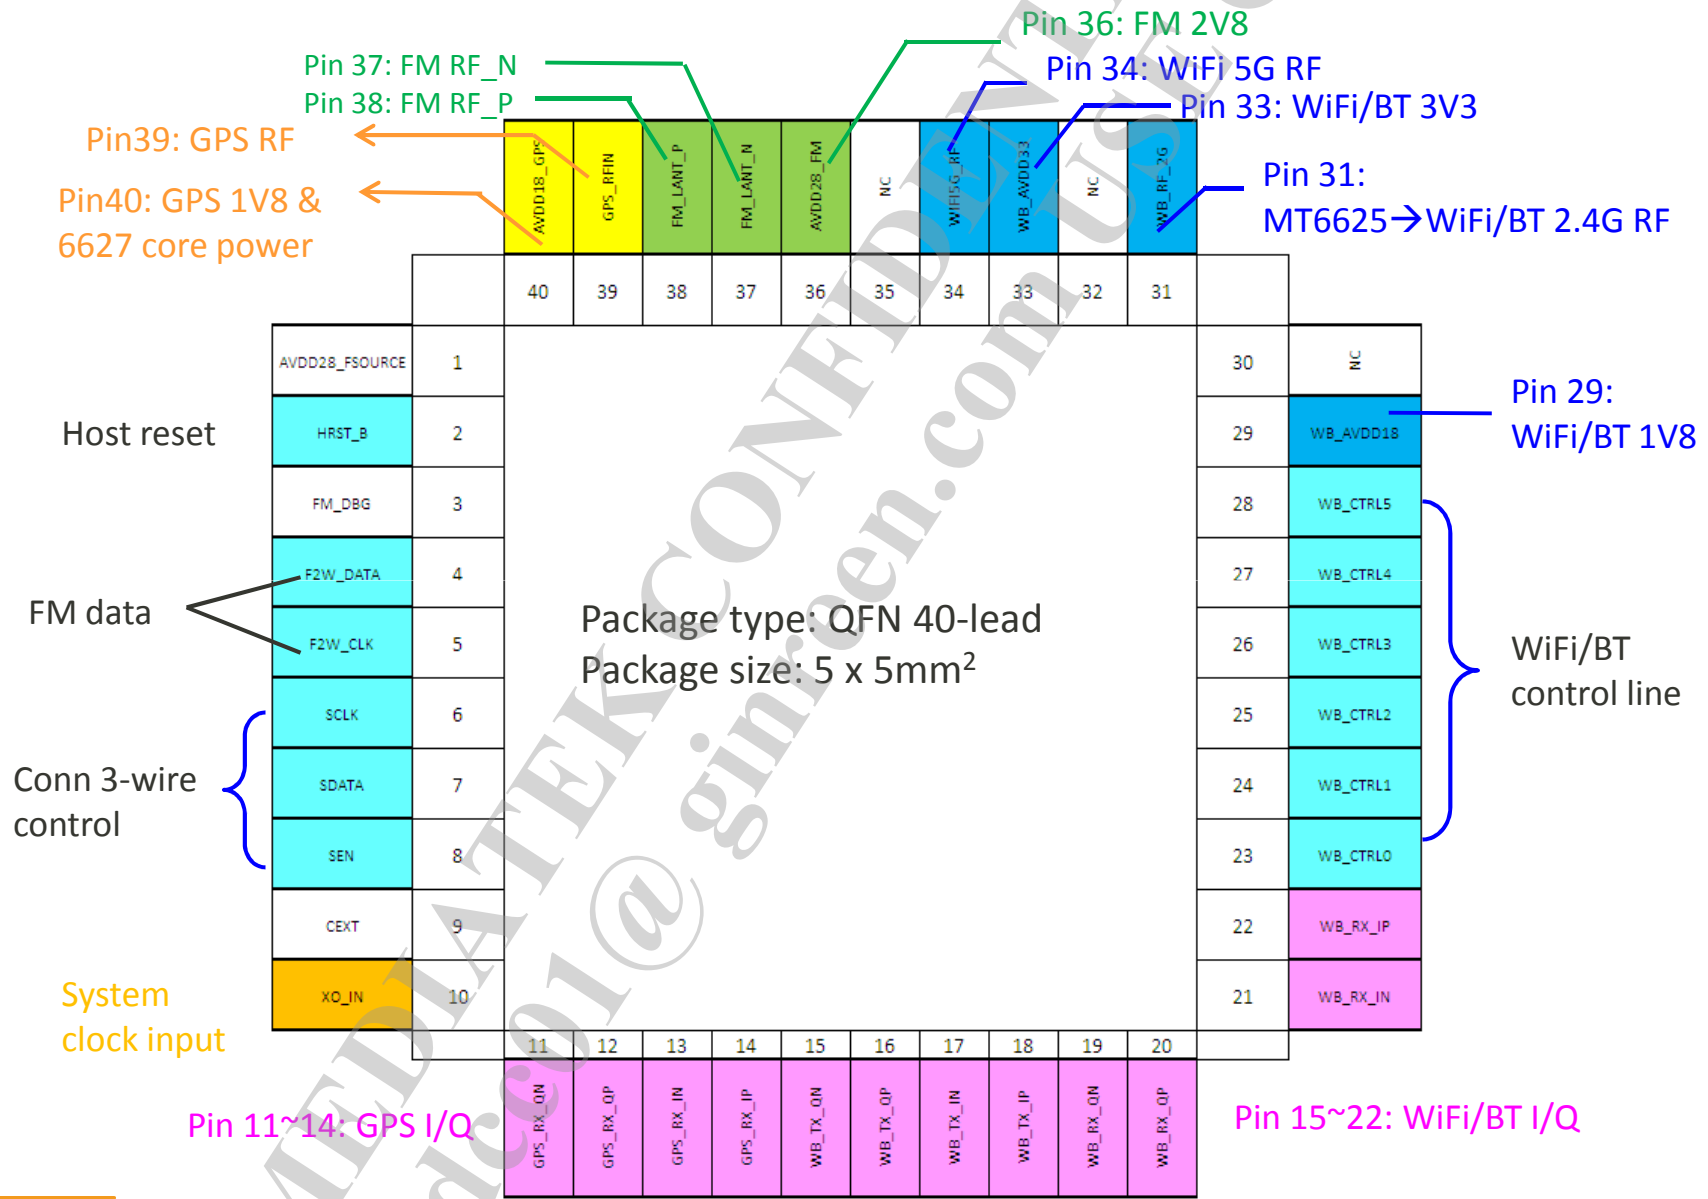 Pin 36: FM 2V8
Pin 37: FM RF_N
Pin 34: WiFi 5G RF
Pin 38: FM RF_P
Pin 33: WiFi/BT 3V3
Pin39: GPS RF
Pin40: GPS 1V8 &
6627 core power
Pin 31:
MT6625→WiFi/BT 2.4G RF
AVDD18_GPS
GPS_RFIN
FM_LANT_P
FM_LANT_N
AVDD28_FM
NC
WIFI5G_RF
WB_AVDD33
NC
WB_RF_2G
40 39 38 37 36 35 34 33 32 31
AVDD28_FSOURCE 1
Host reset
HRST_B 2
FM_DBG 3
FM data
F2W_DATA 4
F2W_CLK 5
Conn 3-wire
control
SCLK 6
SDATA 7
SEN 8
CEXT 9
System
clock input
XO_IN 10
Package type: QFN 40-lead
Package size: 5 x 5mm²
30 NC
29 WB_AVDD18
Pin 29:
WiFi/BT 1V8
28 WB_CTRL5
27 WB_CTRL4
26 WB_CTRL3
25 WB_CTRL2
24 WB_CTRL1
23 WB_CTRL0
WiFi/BT
control line
22 WB_RX_IP
21 WB_RX_IN
11 12 13 14 15 16 17 18 19 20
GPS_RX_QN
GPS_RX_QP
GPS_RX_IN
GPS_RX_IP
WB_TX_QN
WB_TX_QP
WB_TX_IN
WB_TX_IP
WB_RX_QN
WB_RX_QP
Pin 11~14: GPS I/Q
Pin 15~22: WiFi/BT I/Q
MEDIATEK CONFIDENT
dcc01@ginreen.com USE